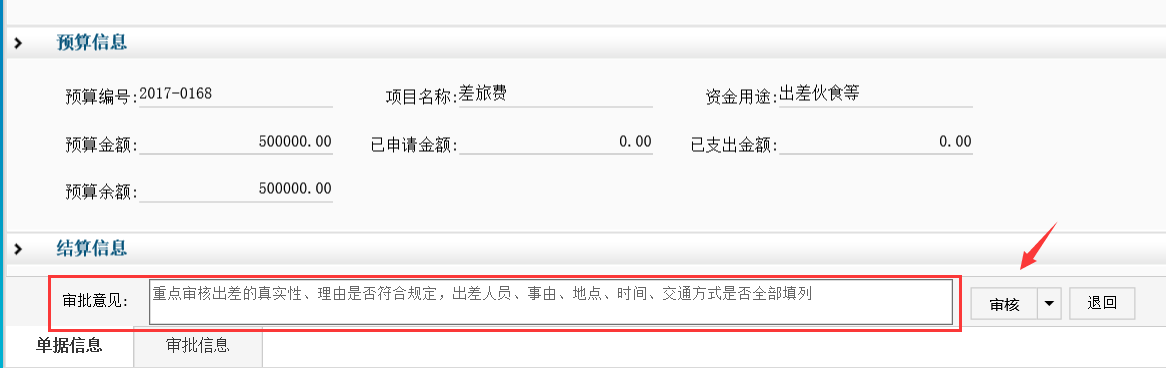 预算信息
预算编号:2017-0168 项目名称:差旅费 资金用途:出差伙食等
预算金额: 500000.00 已申请金额: 0.00 已支出金额: 0.00
预算余额: 500000.00
结算信息
审批意见: 重点审核出差的真实性、理由是否符合规定，出差人员、事由、地点、时间、交通方式是否全部填列 审核 退回
单据信息 审批信息